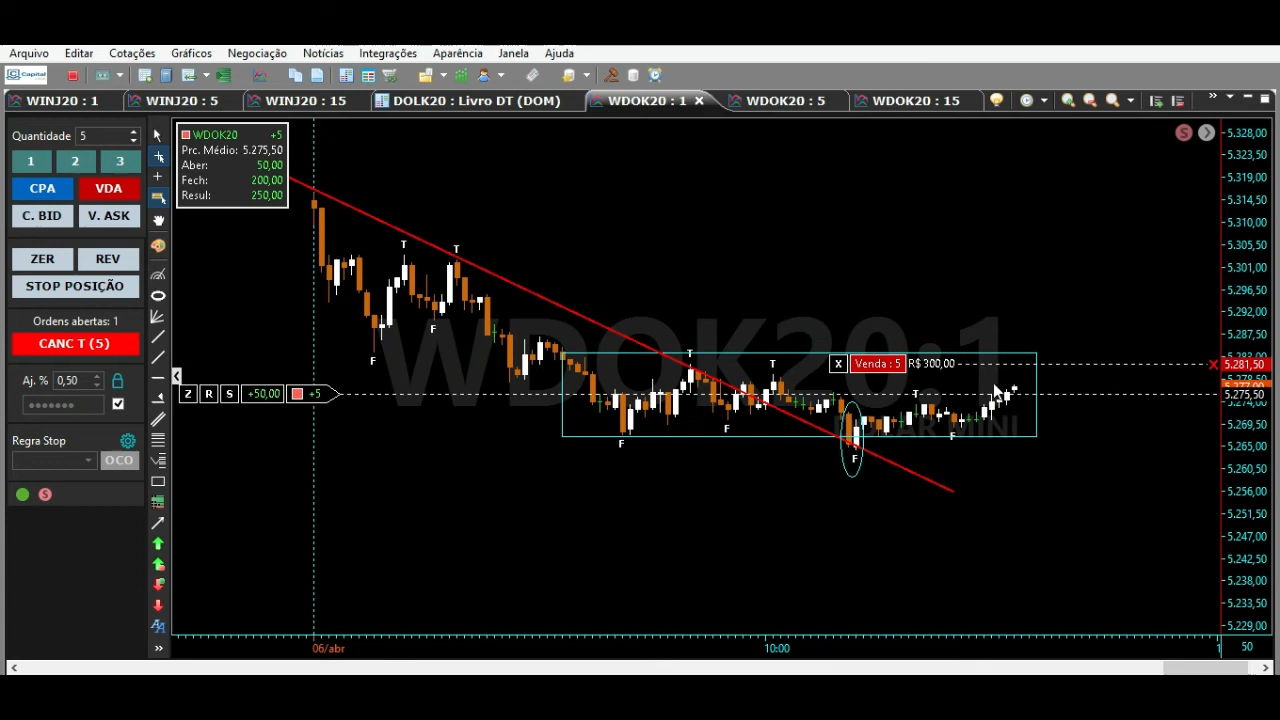 Arquivo Editar Cotações Gráficos Negociação Notícias Integrações Aparência Janela Ajuda
Capital
WINJ20 : 1 WINJ20 : 5 WINJ20 : 15 DOLK20 : Livro DT (DOM) WDOK20 : 1 WDOK20 : 5 WDOK20 : 15
Quantidade 5
1 2 3
CPA VDA
C. BID V. ASK
ZER REV
STOP POSIÇÃO
Ordens abertas: 1
CANC T (5)
Aj. % 0,50
Regra Stop
OCO
S
WDOK20 +5
Prc. Médio: 5.275,50
Aber: 50,00
Fech: 200,00
Resul: 250,00
WDOK20:1
DOLAR MINI
T
T
F
F
T
T
T
F
F
F
F
X Venda : 5 R$ 300,00
Z R S +50,00 +5
S
5.328,00
5.323,50
5.319,00
5.314,50
5.310,00
5.305,50
5.301,00
5.296,50
5.292,00
5.287,50
5.281,50
5.277,00
5.275,50
5.269,50
5.265,00
5.260,50
5.256,00
5.251,50
5.247,00
5.242,50
5.238,00
5.233,50
5.229,00
06/abr 10:00 1 50